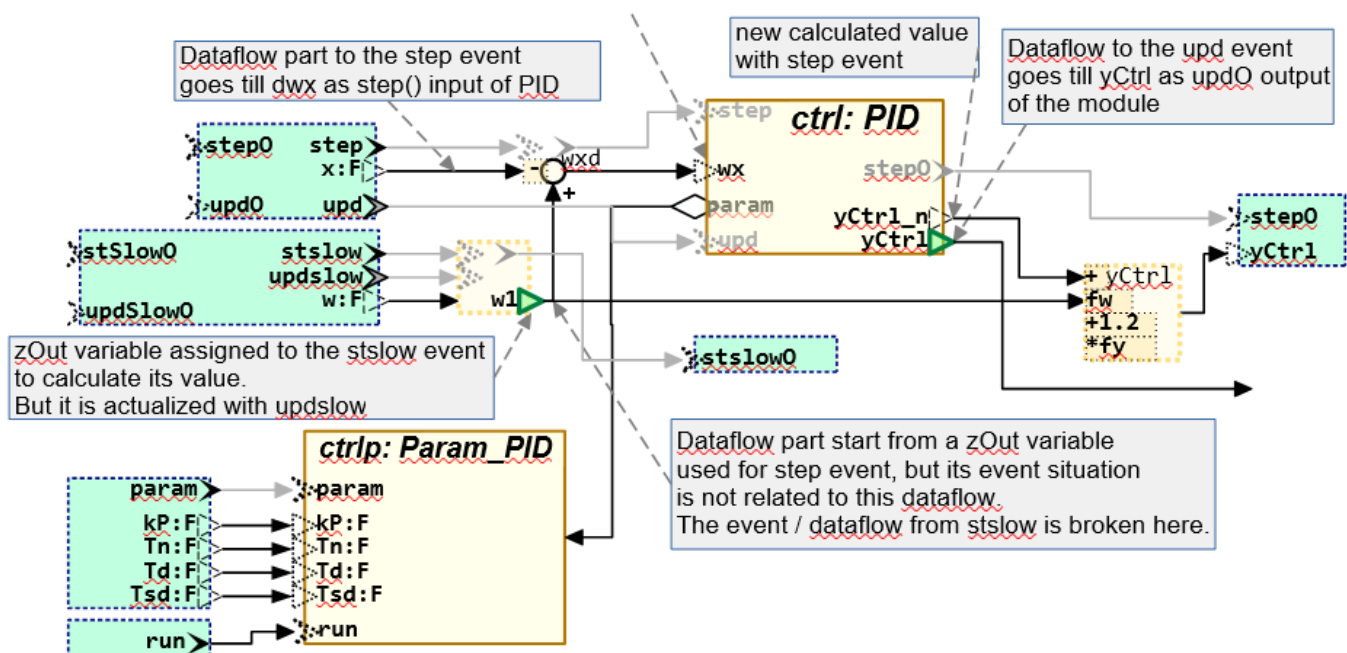 new calculated value
with step event
Dataflow part to the step event
goes till dwx as step() input of PID
Dataflow to the upd event
goes till yCtrl as updO output
of the module
stepO
step
x:F
updO
upd
-
wxd
+
ctrl: PID
step
wx
stepO
param
yCtrl_n
upd
yCtrl
stepO
yCtrl
stSlowO
stslow
updslow
w:F
updSlowO
w1
+ yCtrl
fw
+1.2
*fy
stslowO
zOut variable assigned to the stslow event
to calculate its value.
But it is actualized with updslow
Dataflow part start from a zOut variable
used for step event, but its event situation
is not related to this dataflow.
The event / dataflow from stslow is broken here.
ctrlp: Param_PID
param
kP:F
Tn:F
Td:F
Tsd:F
run
param
kP:F
Tn:F
Td:F
Tsd:F
run